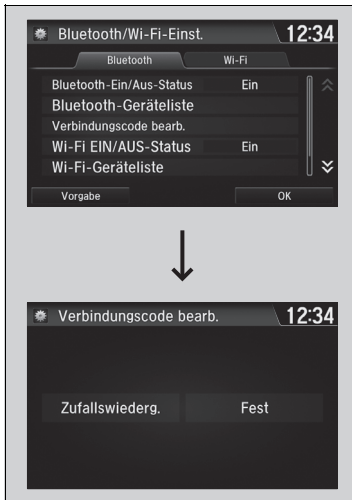 Bluetooth/Wi-Fi-Einst. 12:34
Bluetooth Wi-Fi
Bluetooth-Ein/Aus-Status Ein
Bluetooth-Geräteliste
Verbindungscode bearb.
Wi-Fi EIN/AUS-Status Ein
Wi-Fi-Geräteliste
Vorgabe OK
Verbindungscode bearb. 12:34
Zufallswiederg. Fest